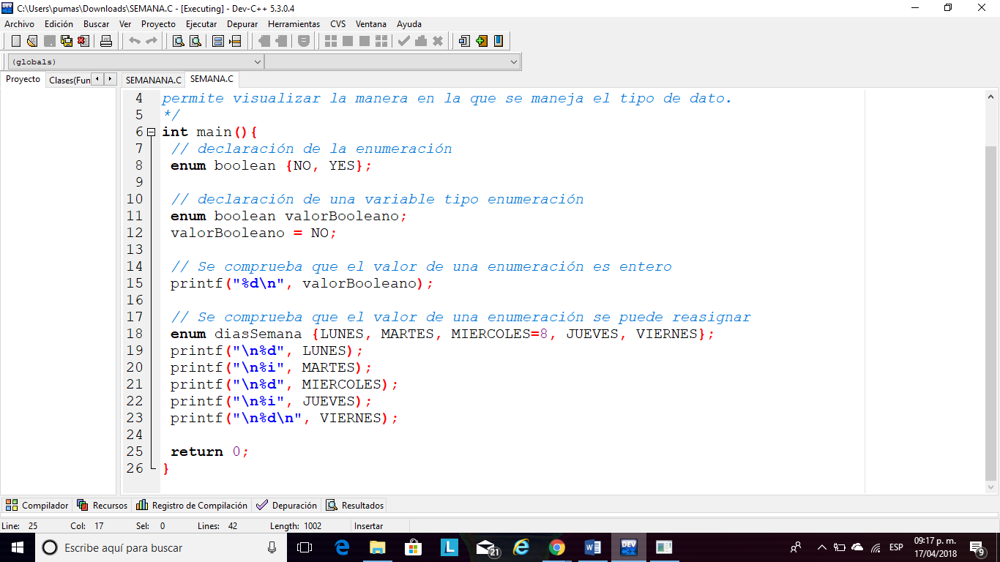 C:\Users\pumas\Downloads\SEMANA.C - [Executing] - Dev-C++ 5.3.0.4
Archivo Edición Buscar Ver Proyecto Ejecutar Depurar Herramientas CVS Ventana Ayuda
(globals)
Proyecto Clases(Fun SEMANANA.C SEMANA.C
4 permite visualizar la manera en la que se maneja el tipo de dato.
5 */
6 int main(){
7 // declaración de la enumeración
8 enum boolean {NO, YES};
9
10 // declaración de una variable tipo enumeración
11 enum boolean valorBooleano;
12 valorBooleano = NO;
13
14 // Se comprueba que el valor de una enumeración es entero
15 printf("%d\n", valorBooleano);
16
17 // Se comprueba que el valor de una enumeración se puede reasignar
18 enum diasSemana {LUNES, MARTES, MIERCOLES=8, JUEVES, VIERNES};
19 printf("\n%d", LUNES);
20 printf("\n%i", MARTES);
21 printf("\n%d", MIERCOLES);
22 printf("\n%i", JUEVES);
23 printf("\n%d\n", VIERNES);
24
25 return 0;
26 }
Compilador Recursos Registro de Compilación Depuración Resultados
Line: 25 Col: 17 Sel: 0 Lines: 42 Length: 1002 Insertar
Escribe aquí para buscar L 21 DEV ESP 09:17 p. m.
17/04/2018 9